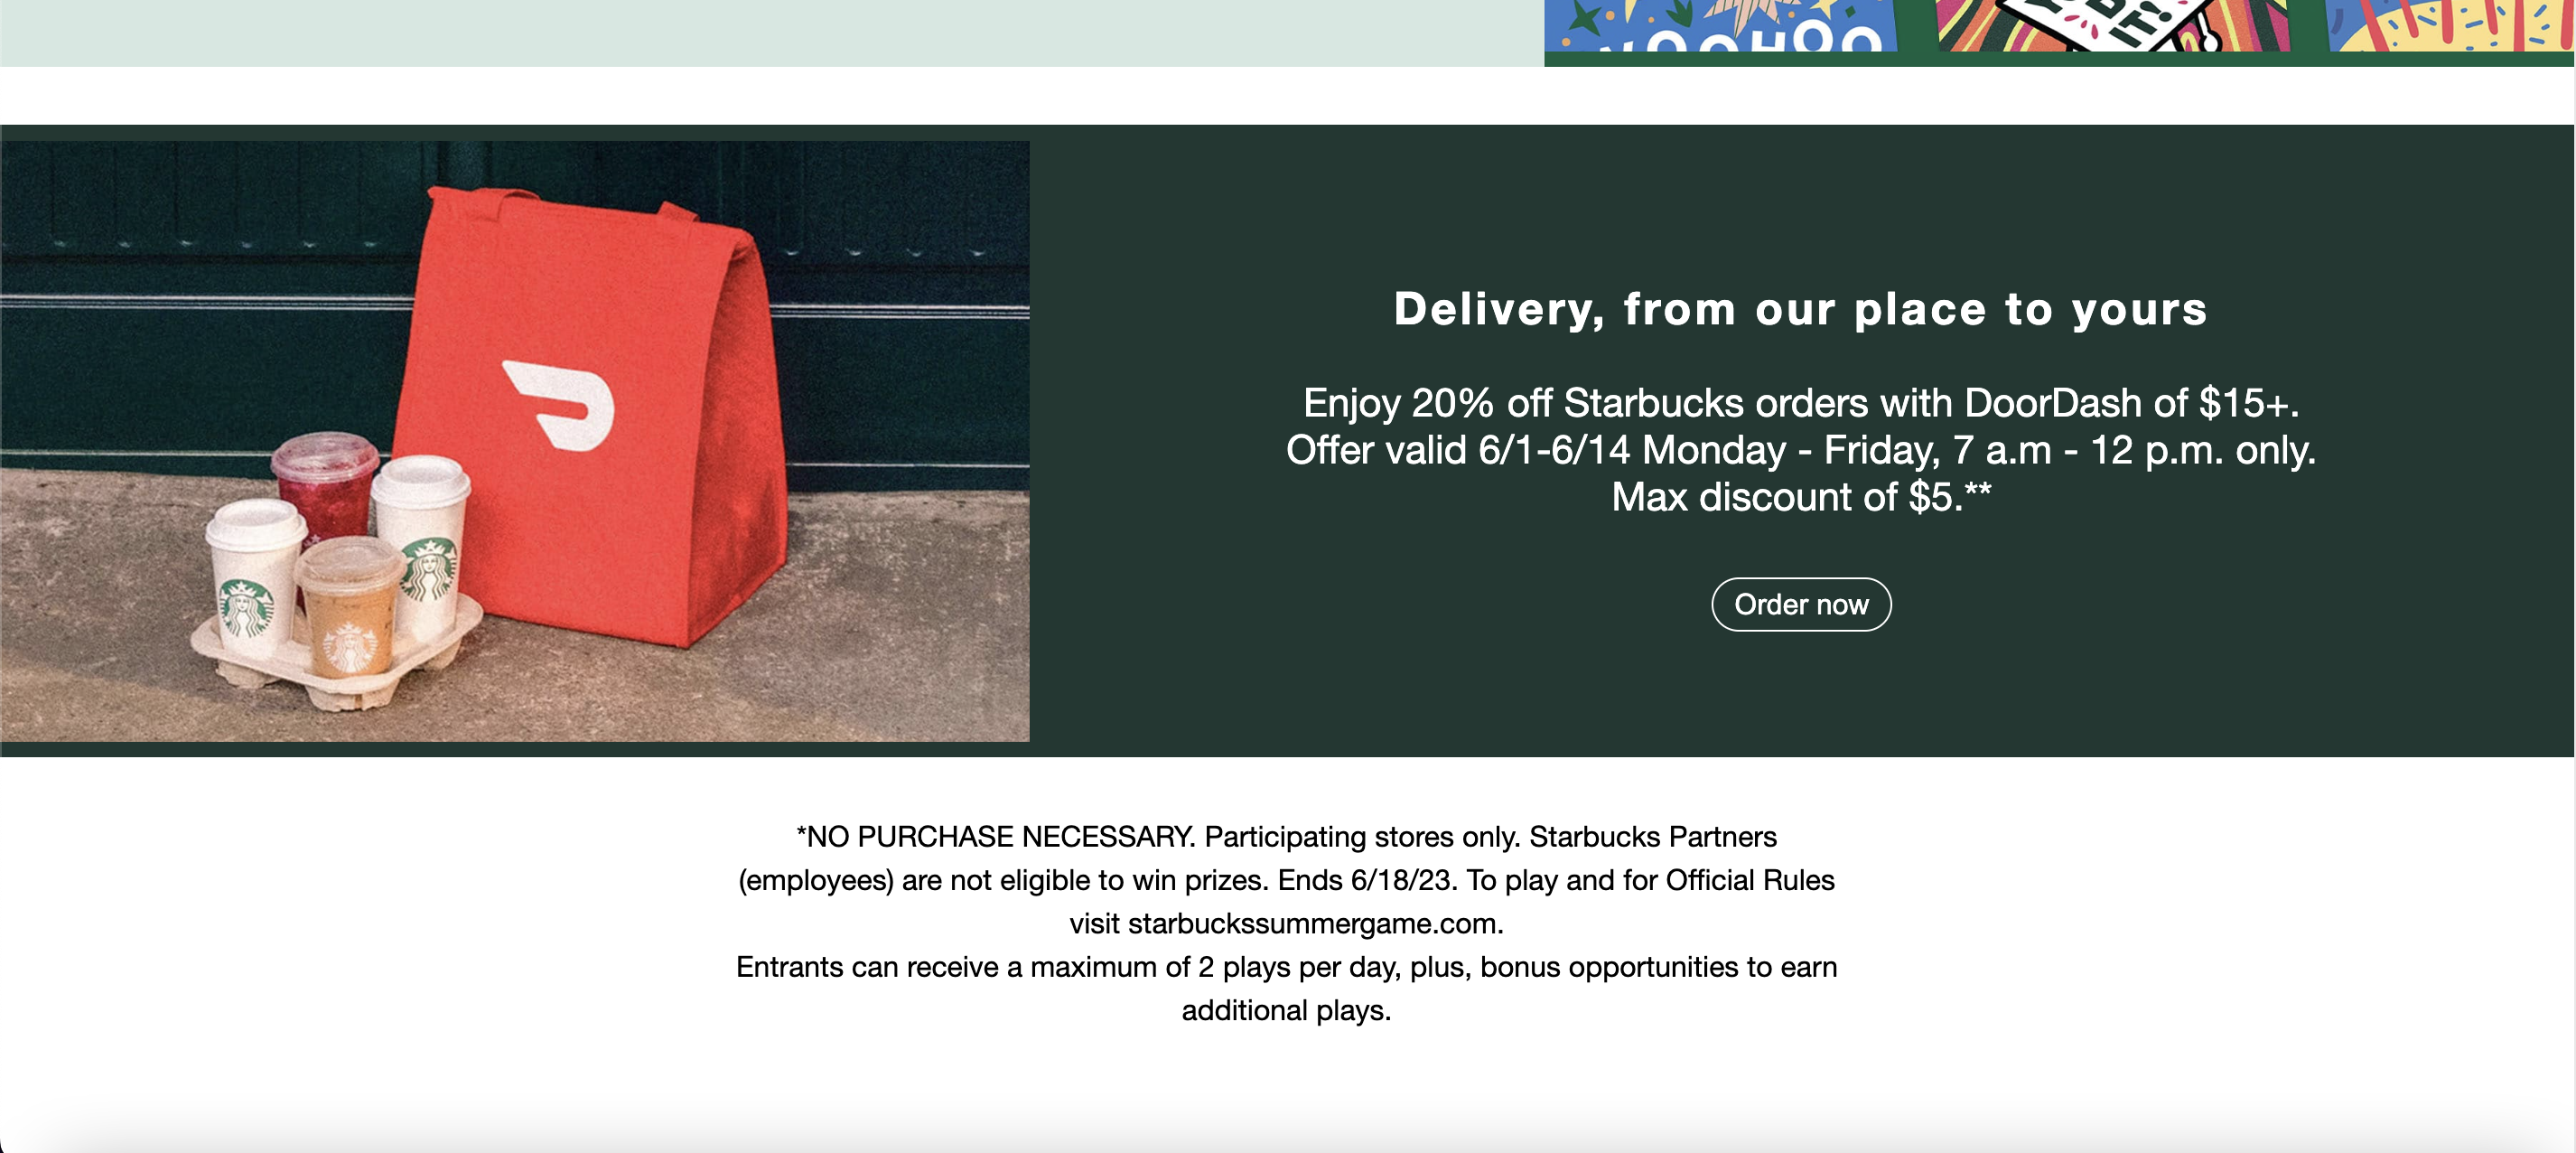 YOOHOO
Delivery, from our place to yours
Enjoy 20% off Starbucks orders with DoorDash of $15+.
Offer valid 6/1-6/14 Monday - Friday, 7 a.m - 12 p.m. only.
Max discount of $5.**
Order now
*NO PURCHASE NECESSARY. Participating stores only. Starbucks Partners
(employees) are not eligible to win prizes. Ends 6/18/23. To play and for Official Rules
visit starbuckssummergame.com.
Entrants can receive a maximum of 2 plays per day, plus, bonus opportunities to earn
additional plays.